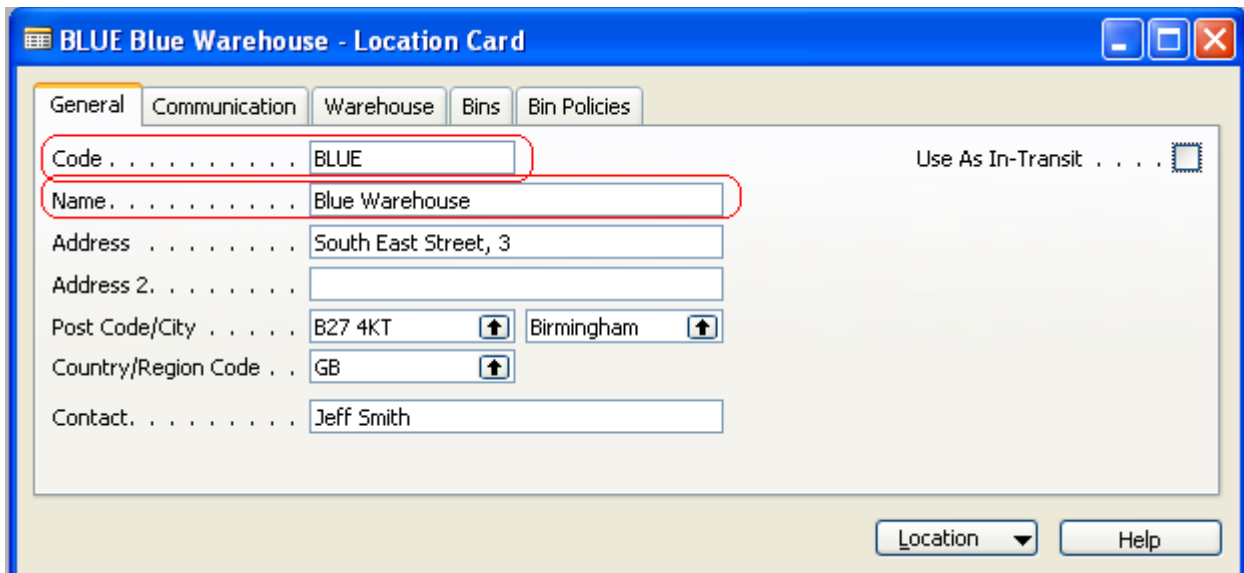 BLUE Blue Warehouse - Location Card
General Communication Warehouse Bins Bin Policies
Code . . . . . . . . . . BLUE Use As In-Transit . . . .
Name. . . . . . . . . . Blue Warehouse
Address . . . . . . . . South East Street, 3
Address 2. . . . . . . .
Post Code/City . . . . . B27 4KT Birmingham
Country/Region Code . . GB
Contact. . . . . . . . . Jeff Smith
Location Help